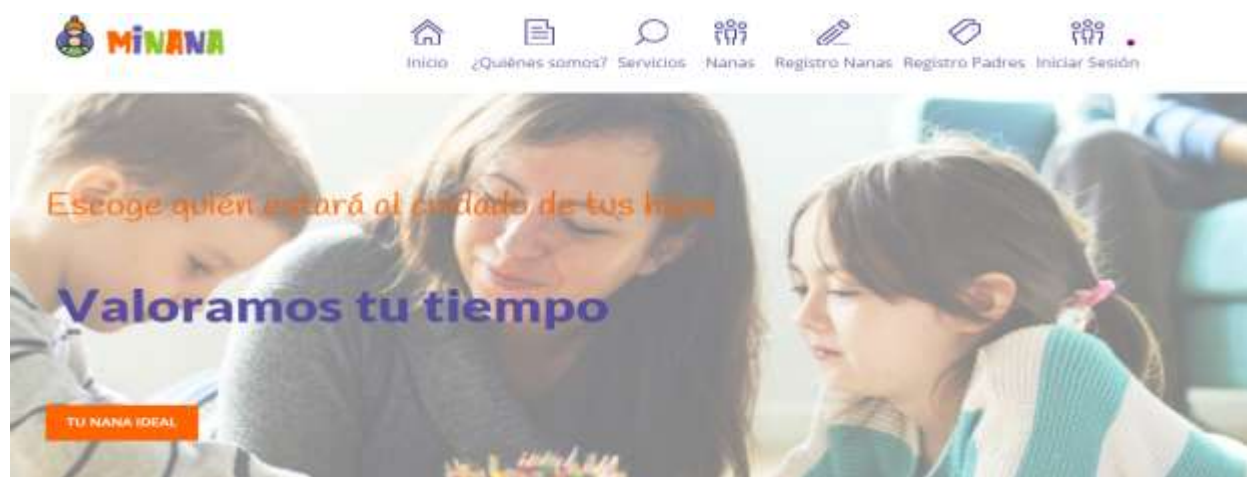 MINANA
Inicio ¿Quiénes somos? Servicios Nanas Registro Nanas Registro Padres Iniciar Sesión
Escoge quién estará al cuidado de tus hijos
Valoramos tu tiempo
TU NANA IDEAL